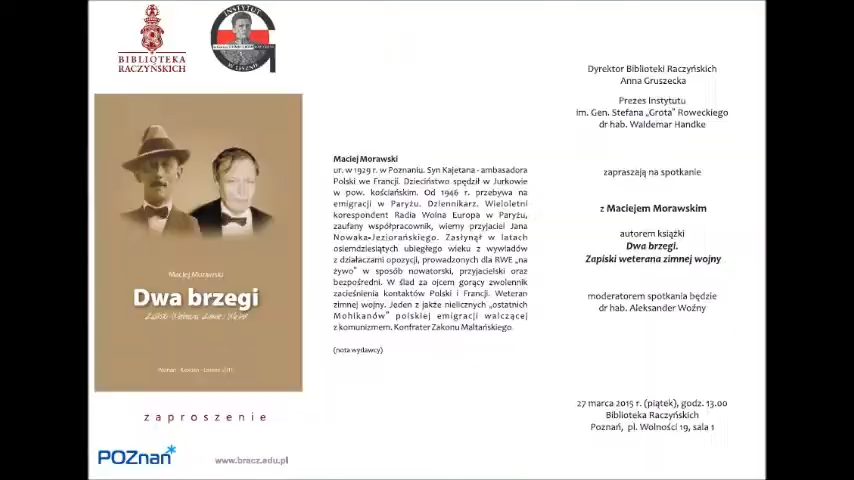 BIBLIOTEKA
RACZYŃSKICH
INSTYTUT
Maciej Morawski
Dwa brzegi
zaproszenie
POZnań*
www.bracz.edu.pl
Maciej Morawski
ur. w 1929 r. w Poznaniu. Syn Kajetana - ambasadora
Polski we Francji. Dzieciństwo spędził w Jurkowie
w pow. kościańskim. Od 1946 r. przebywa na
emigracji w Paryżu. Dziennikarz. Wieloletni
korespondent Radia Wolna Europa w Paryżu,
zaufany współpracownik, wierny przyjaciel Jana
Nowaka-Jeziorańskiego. Zasłynął w latach
osiemdziesiątych ubiegłego wieku z wywiadów
z działaczami opozycji, prowadzonych dla RWE „na
żywo” w sposób nowatorski, przyjacielski oraz
bezpośredni. W ślad za ojcem gorący zwolennik
zacieśnienia kontaktów Polski i Francji. Weteran
zimnej wojny. Jeden z jakże nielicznych „ostatnich
Mohikanów” polskiej emigracji walczącej
z komunizmem. Konfrater Zakonu Maltańskiego.
(nota wydawcy)
Dyrektor Biblioteki Raczyńskich
Anna Gruszecka
Prezes Instytutu
im. Gen. Stefana „Grota” Roweckiego
dr hab. Waldemar Handke
zapraszają na spotkanie
z Maciejem Morawskim
autorem książki
Dwa brzegi.
Zapiski weterana zimnej wojny
moderatorem spotkania będzie
dr hab. Aleksander Woźny
27 marca 2015 r. (piątek), godz. 13.00
Biblioteka Raczyńskich
Poznań, pl. Wolności 19, sala 1